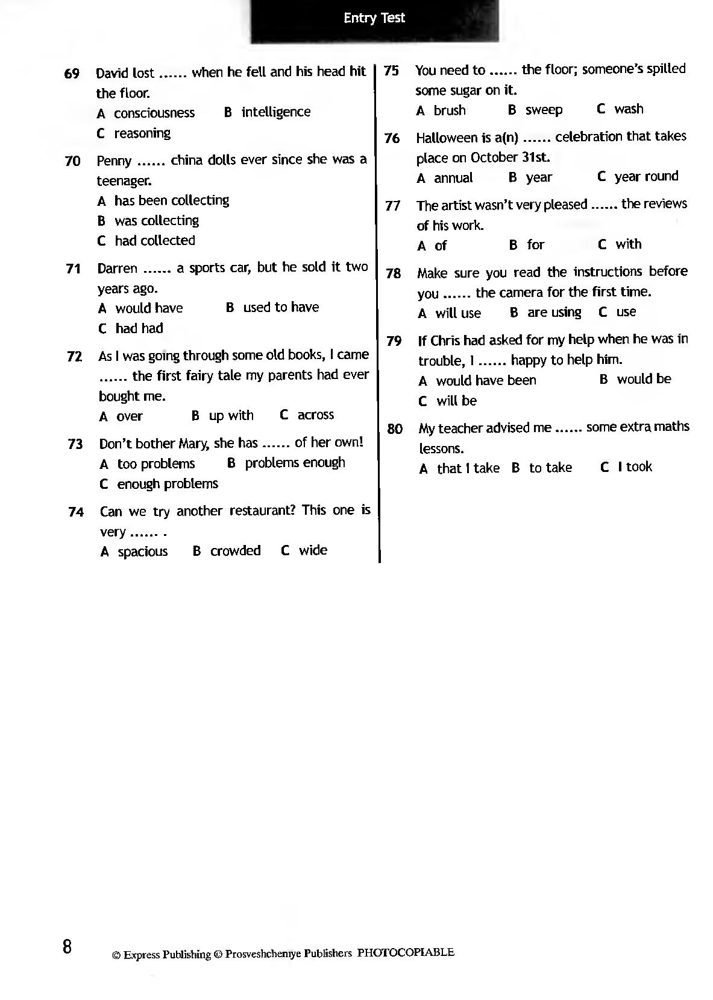 Entry Test
69 David lost ...... when he fell and his head hit
the floor.
A consciousness B intelligence
C reasoning
70 Penny ...... china dolls ever since she was a
teenager.
A has been collecting
B was collecting
C had collected
71 Darren ...... a sports car, but he sold it two
years ago.
A would have B used to have
C had had
72 As I was going through some old books, I came
...... the first fairy tale my parents had ever
bought me.
A over B up with C across
73 Don't bother Mary, she has ...... of her own!
A too problems B problems enough
C enough problems
74 Can we try another restaurant? This one is
very ...... .
A spacious B crowded C wide
75 You need to ...... the floor; someone's spilled
some sugar on it.
A brush B sweep C wash
76 Halloween is a(n) ...... celebration that takes
place on October 31st.
A annual B year C year round
77 The artist wasn't very pleased ...... the reviews
of his work.
A of B for C with
78 Make sure you read the instructions before
you ...... the camera for the first time.
A will use B are using C use
79 If Chris had asked for my help when he was in
trouble, I ...... happy to help him.
A would have been B would be
C will be
80 My teacher advised me ...... some extra maths
lessons.
A that I take B to take C I took
8
© Express Publishing © Prosveshcheniye Publishers PHOTOCOPIABLE